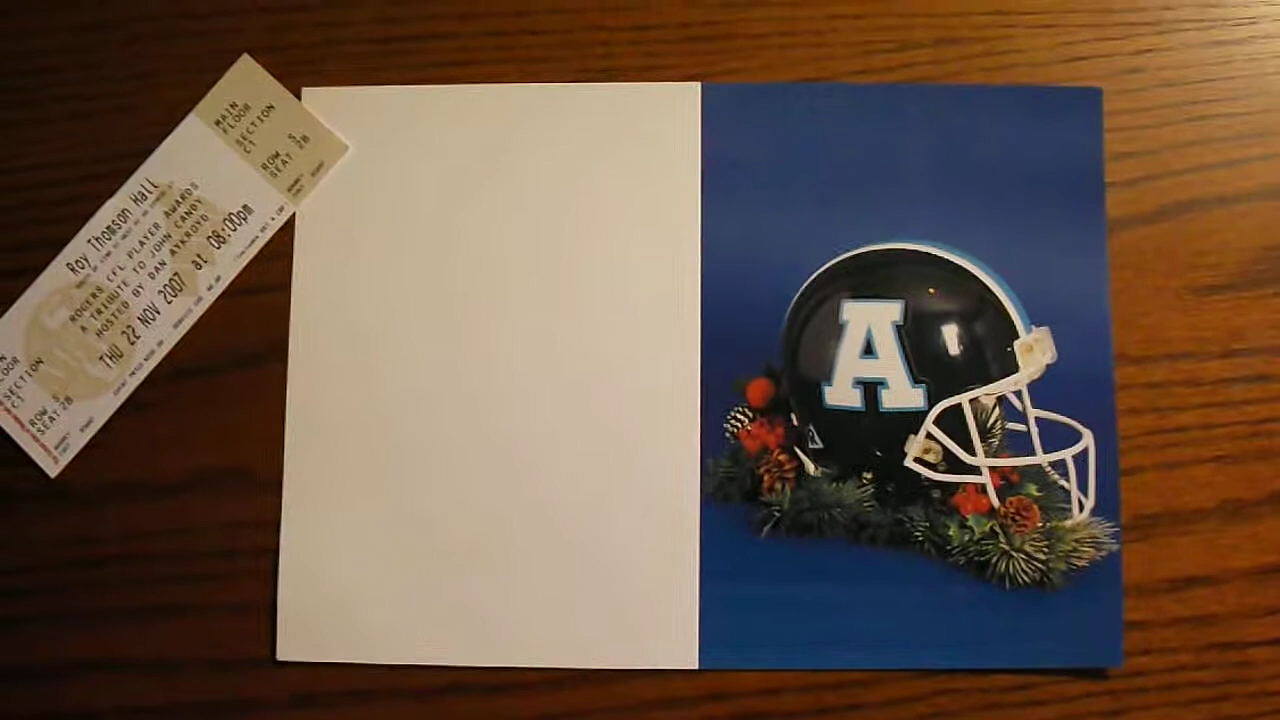 MAIN
FLOOR
SECTION
CT
ROW S
SEAT 28
Roy Thomson Hall
ROGERS CFL PLAYER AWARDS
A TRIBUTE TO JOHN CANDY
HOSTED BY DAN AYKROYD
THU 22 NOV 2007 at 08:00pm
SECTION
CT
ROW S
SEAT 28
A